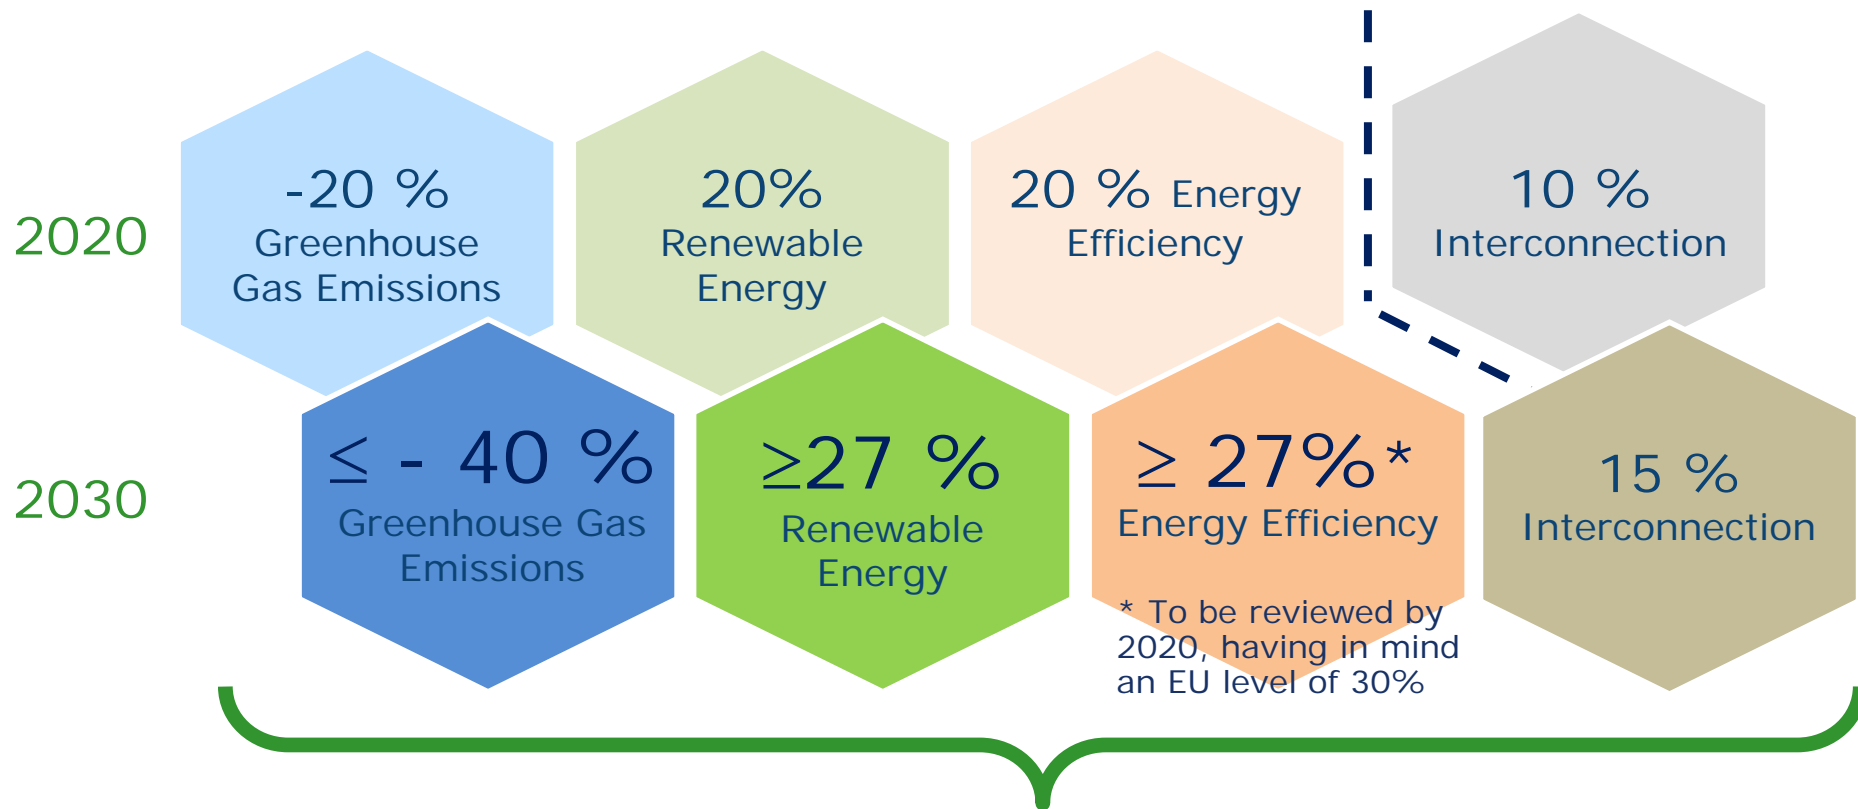 2020
-20 %
Greenhouse
Gas Emissions
20%
Renewable
Energy
20 % Energy
Efficiency
10 %
Interconnection
2030
≤ - 40 %
Greenhouse Gas
Emissions
≥27 %
Renewable
Energy
≥ 27%*
Energy Efficiency
* To be reviewed by
2020, having in mind
an EU level of 30%
15 %
Interconnection